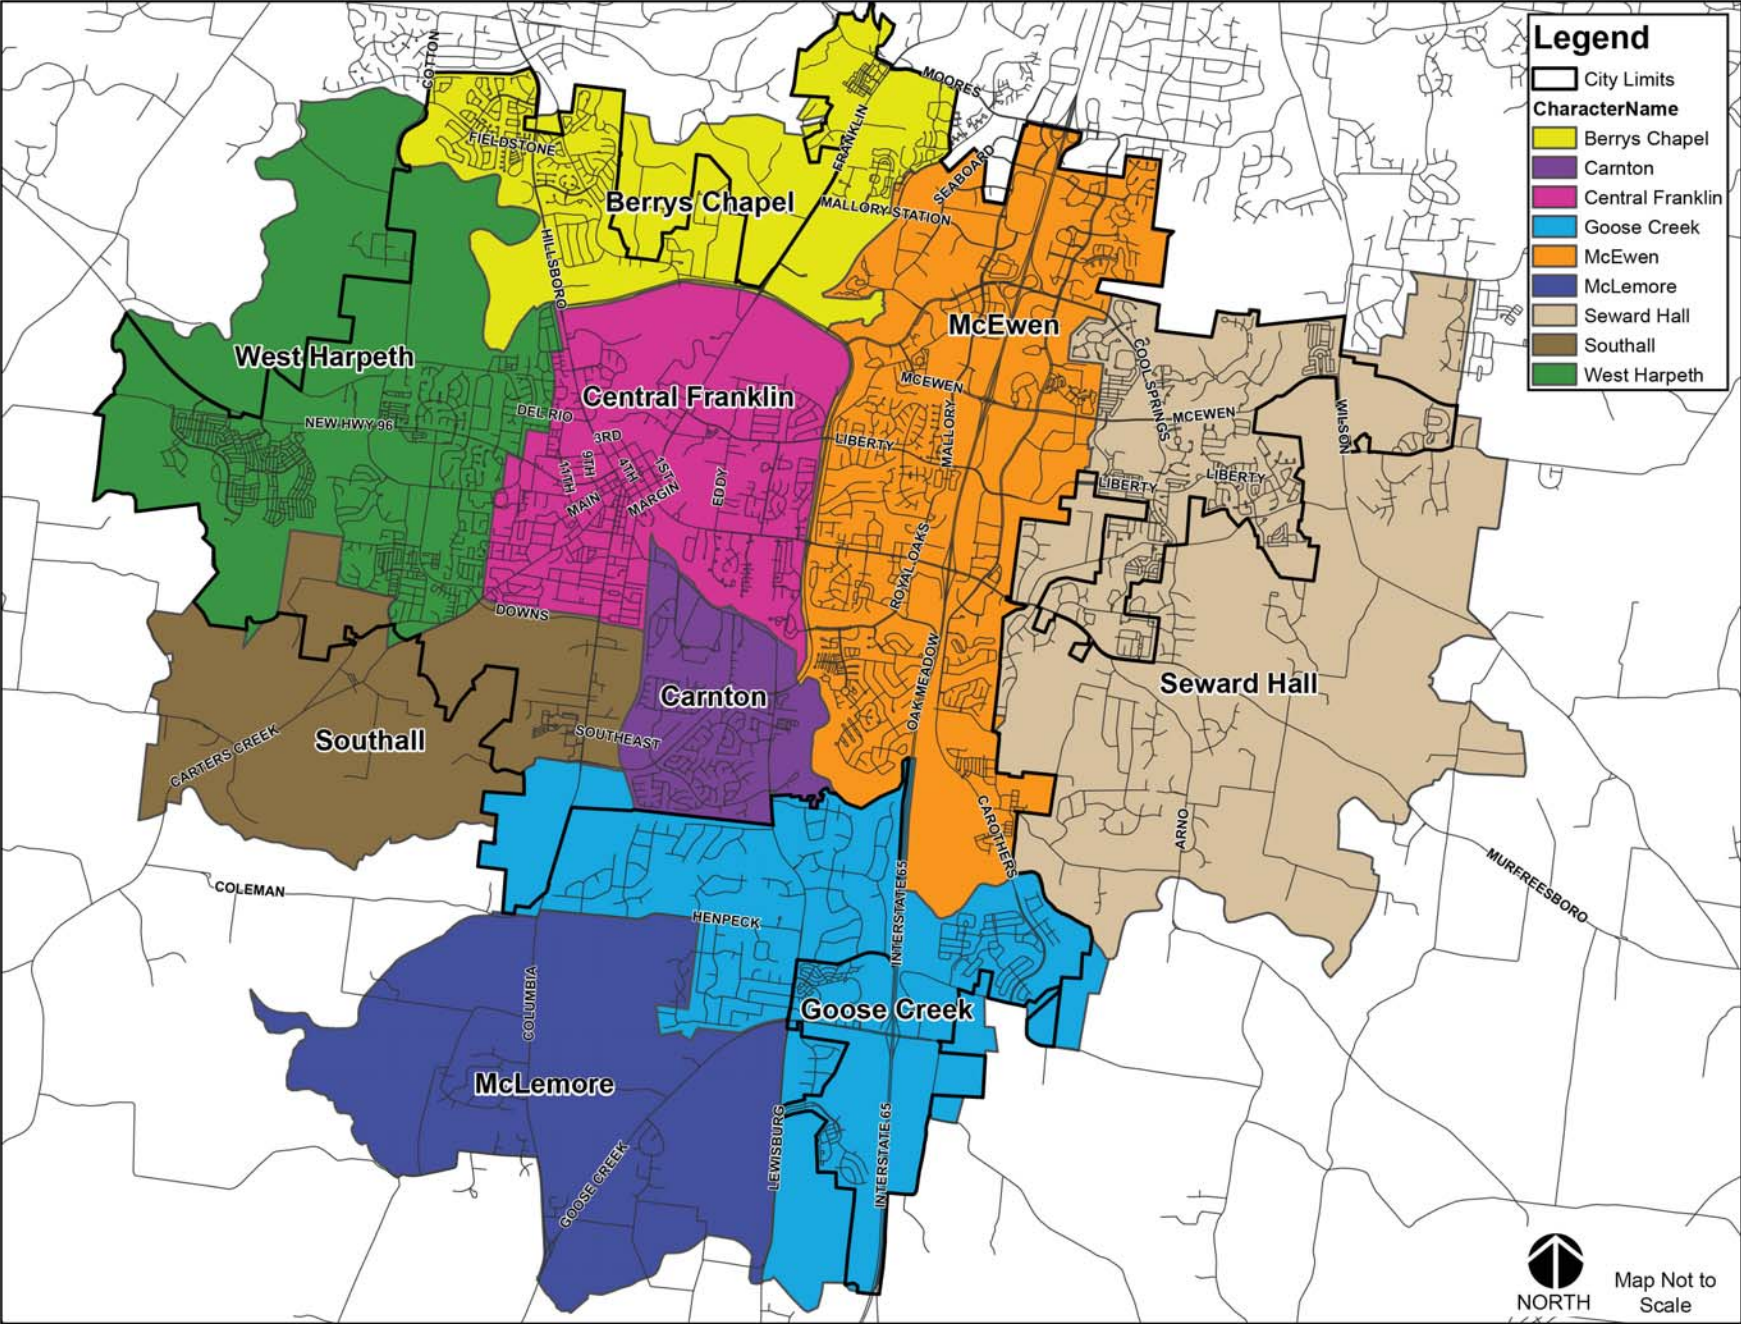 Legend
City Limits
CharacterName
Berrys Chapel
Carnton
Central Franklin
Goose Creek
McEwen
McLemore
Seward Hall
Southall
West Harpeth
COTTON
MOORES
FIELDSTONE
FRANKLIN
SEABOARD
Berrys Chapel
MALLORY STATION
HILLSBORO
McEwen
West Harpeth
COOL SPRINGS
MCEWEN
Central Franklin
DEL RIO
MCEWEN
WILSON
NEW HWY 96
3RD
LIBERTY
MALLORY
9TH
4TH
1ST
11TH
EDDY
LIBERTY
LIBERTY
MAIN
MARGIN
ROYAL OAKS
DOWNS
OAK MEADOW
Seward Hall
Carnton
Southall
SOUTHEAST
CARTERS CREEK
CAROTHERS
ARNO
MURFREESBORO
COLEMAN
INTERSTATE 65
HENPECK
COLUMBIA
Goose Creek
McLemore
LEWISBURG
INTERSTATE 65
GOOSE CREEK
NORTH
Map Not to
Scale